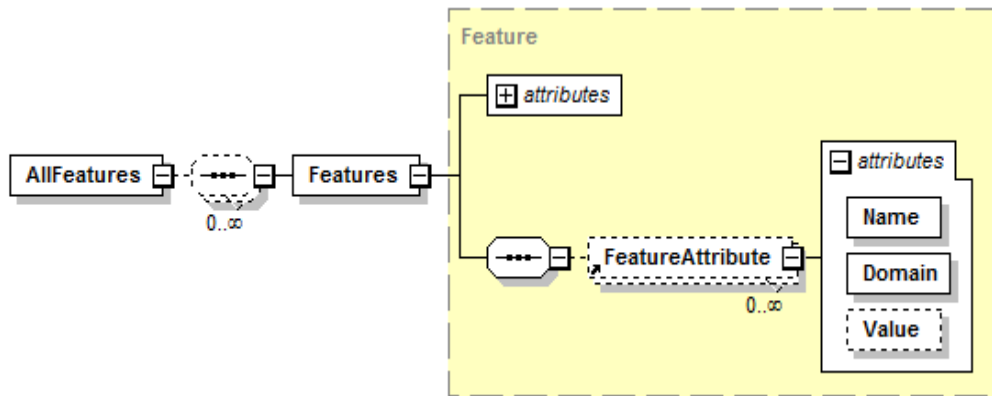 Feature
attributes
AllFeatures
0..∞
Features
attributes
Name
FeatureAttribute
0..∞
Domain
Value